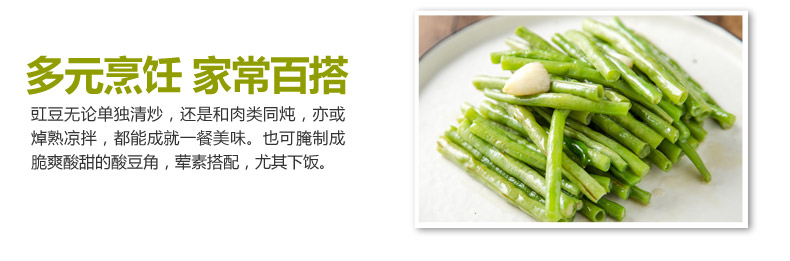 多元烹饪 家常百搭
豇豆无论单独清炒，还是和肉类同炖，亦或
焯熟凉拌，都能成就一餐美味。也可腌制成
脆爽酸甜的酸豆角，荤素搭配，尤其下饭。